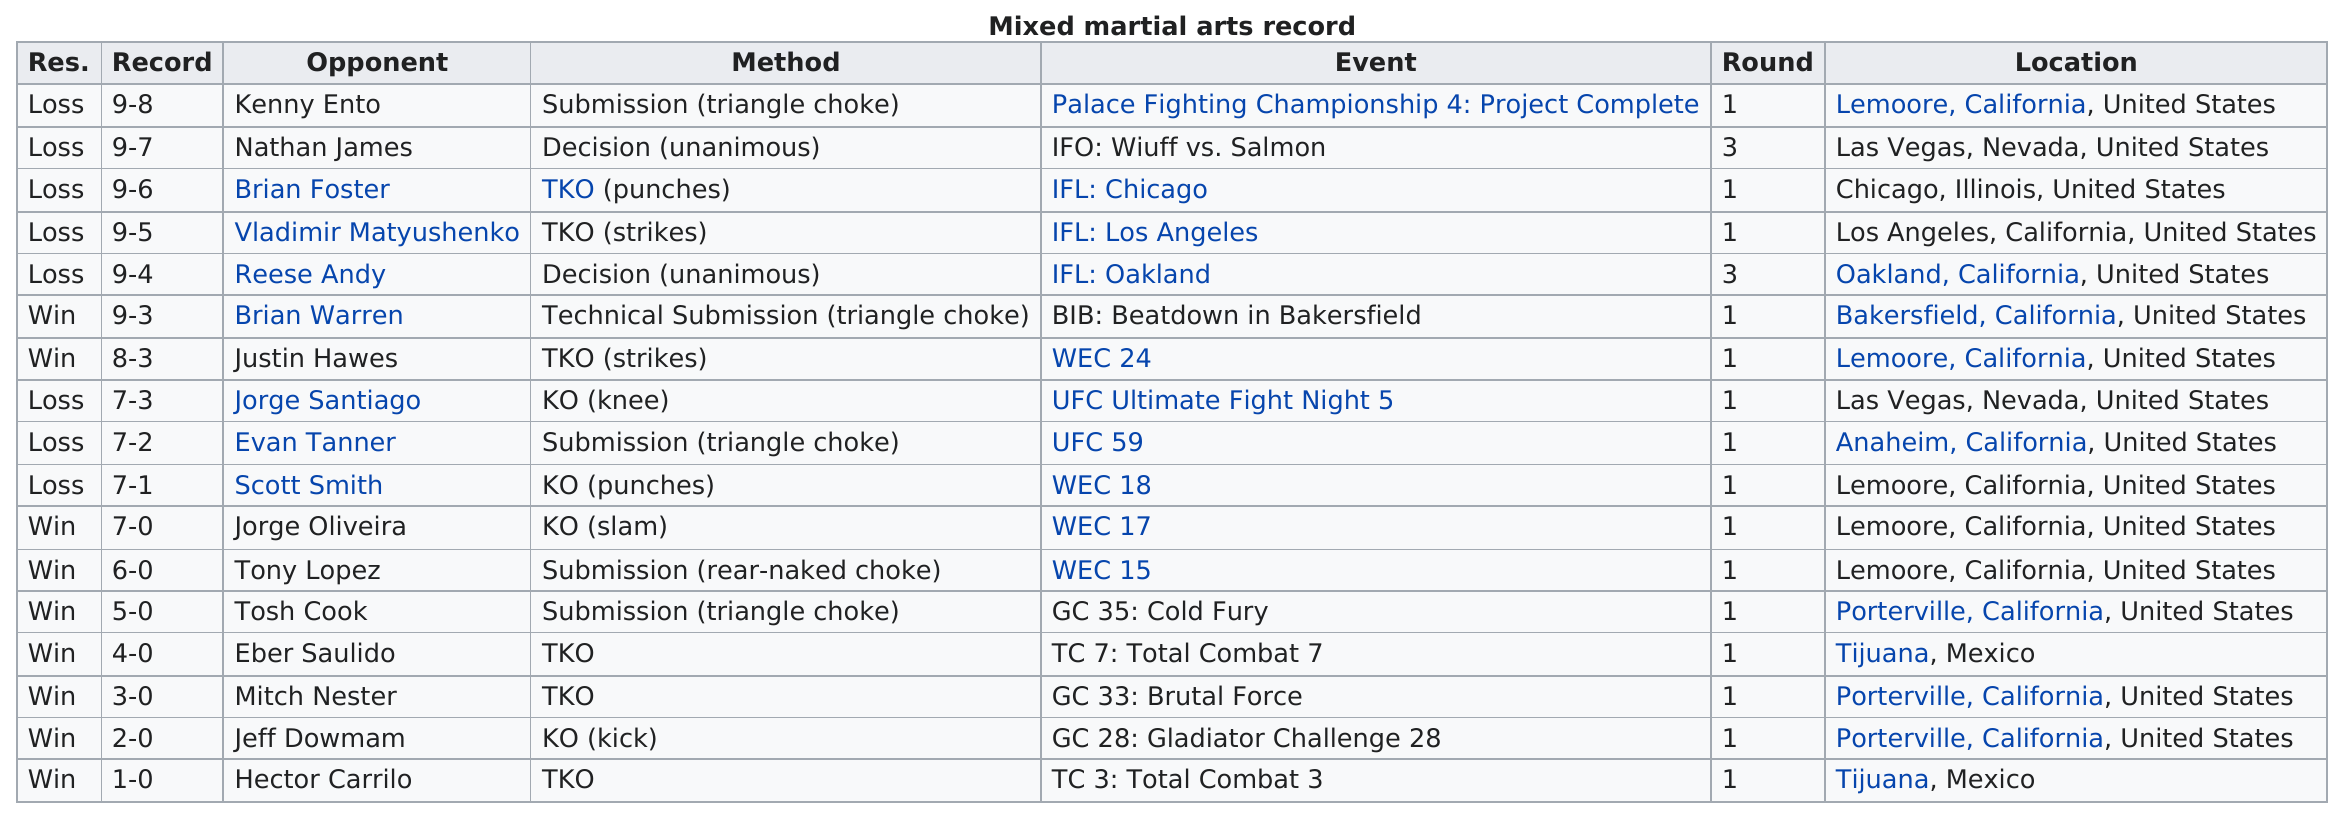 Mixed martial arts record
Res. Record Opponent Method Event Round Location
Loss 9-8 Kenny Ento Submission (triangle choke) Palace Fighting Championship 4: Project Complete 1 Lemoore, California, United States
Loss 9-7 Nathan James Decision (unanimous) IFO: Wiuff vs. Salmon 3 Las Vegas, Nevada, United States
Loss 9-6 Brian Foster TKO (punches) IFL: Chicago 1 Chicago, Illinois, United States
Loss 9-5 Vladimir Matyushenko TKO (strikes) IFL: Los Angeles 1 Los Angeles, California, United States
Loss 9-4 Reese Andy Decision (unanimous) IFL: Oakland 3 Oakland, California, United States
Win 9-3 Brian Warren Technical Submission (triangle choke) BIB: Beatdown in Bakersfield 1 Bakersfield, California, United States
Win 8-3 Justin Hawes TKO (strikes) WEC 24 1 Lemoore, California, United States
Loss 7-3 Jorge Santiago KO (knee) UFC Ultimate Fight Night 5 1 Las Vegas, Nevada, United States
Loss 7-2 Evan Tanner Submission (triangle choke) UFC 59 1 Anaheim, California, United States
Loss 7-1 Scott Smith KO (punches) WEC 18 1 Lemoore, California, United States
Win 7-0 Jorge Oliveira KO (slam) WEC 17 1 Lemoore, California, United States
Win 6-0 Tony Lopez Submission (rear-naked choke) WEC 15 1 Lemoore, California, United States
Win 5-0 Tosh Cook Submission (triangle choke) GC 35: Cold Fury 1 Porterville, California, United States
Win 4-0 Eber Saulido TKO TC 7: Total Combat 7 1 Tijuana, Mexico
Win 3-0 Mitch Nester TKO GC 33: Brutal Force 1 Porterville, California, United States
Win 2-0 Jeff Dowmam KO (kick) GC 28: Gladiator Challenge 28 1 Porterville, California, United States
Win 1-0 Hector Carrilo TKO TC 3: Total Combat 3 1 Tijuana, Mexico